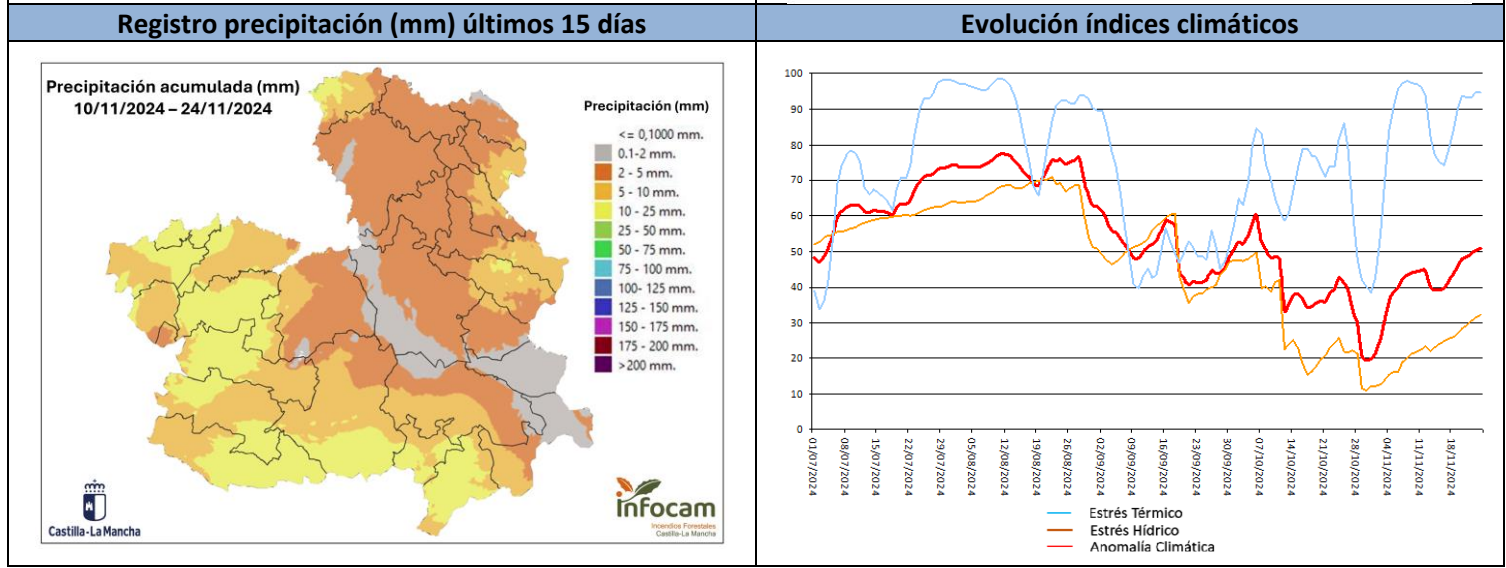 Registro precipitación (mm) últimos 15 días
Precipitación acumulada (mm)
10/11/2024 – 24/11/2024
Precipitación (mm)
<= 0,1000 mm.
0.1-2 mm.
2 - 5 mm.
5 - 10 mm.
10 - 25 mm.
25 - 50 mm.
50 - 75 mm.
75 - 100 mm.
100- 125 mm.
125 - 150 mm.
150 - 175 mm.
175 - 200 mm.
>200 mm.
Castilla-La Mancha
infocam
Incendios Forestales
Castilla-La Mancha
Evolución índices climáticos
100
90
80
70
60
50
40
30
20
10
0
01/07/2024
08/07/2024
15/07/2024
22/07/2024
29/07/2024
05/08/2024
12/08/2024
19/08/2024
26/08/2024
02/09/2024
09/09/2024
16/09/2024
23/09/2024
30/09/2024
07/10/2024
14/10/2024
21/10/2024
28/10/2024
04/11/2024
11/11/2024
18/11/2024
Estrés Térmico
Estrés Hídrico
Anomalía Climática